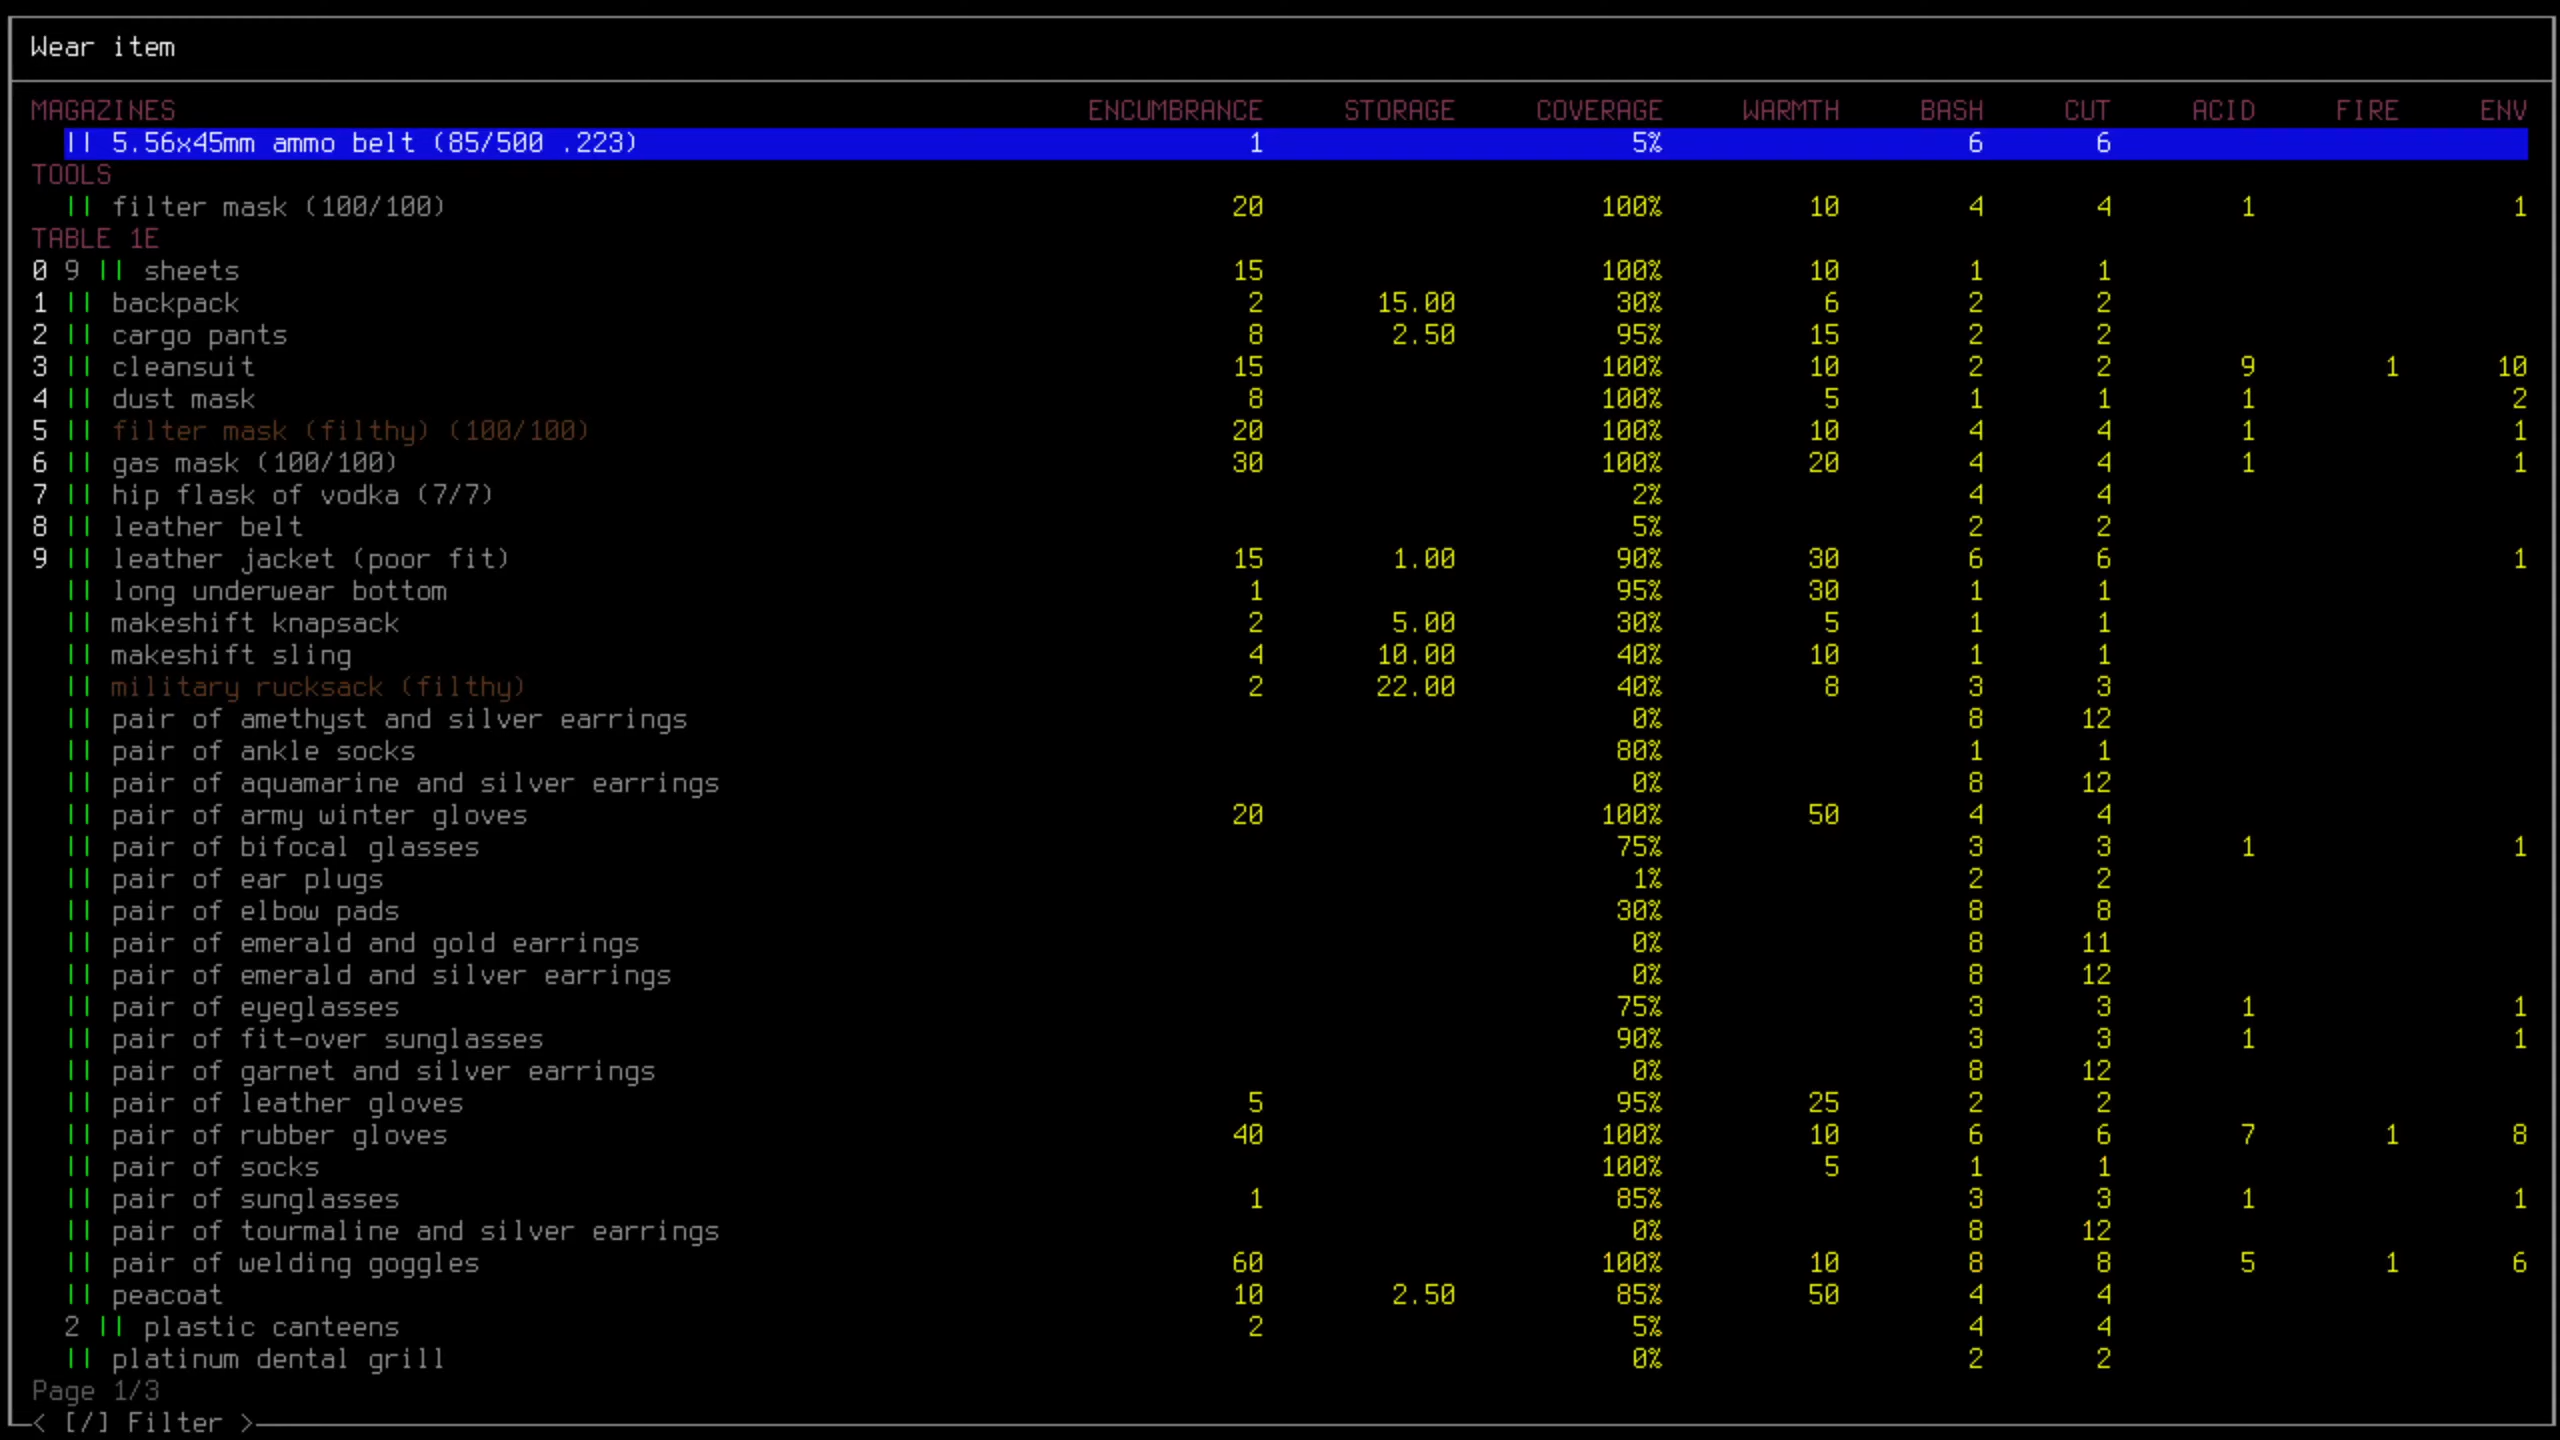 Wear item
MAGAZINES ENCUMBRANCE STORAGE COVERAGE WARMTH BASH CUT ACID FIRE ENV
|| 5.56x45mm ammo belt (85/500 .223) 1 5% 6 6
TOOLS
|| filter mask (100/100) 20 100% 10 4 4 1 1
TABLE 1E
0 9 || sheets 15 100% 10 1 1
1 || backpack 2 15.00 30% 6 2 2
2 || cargo pants 8 2.50 95% 15 2 2
3 || cleansuit 15 100% 10 2 2 9 1 10
4 || dust mask 8 100% 5 1 1 1 2
5 || filter mask (filthy) (100/100) 20 100% 10 4 4 1 1
6 || gas mask (100/100) 30 100% 20 4 4 1 1
7 || hip flask of vodka (7/7) 2% 4 4
8 || leather belt 5% 2 2
9 || leather jacket (poor fit) 15 1.00 90% 30 6 6 1
|| long underwear bottom 1 95% 30 1 1
|| makeshift knapsack 2 5.00 30% 5 1 1
|| makeshift sling 4 10.00 40% 10 1 1
|| military rucksack (filthy) 2 22.00 40% 8 3 3
|| pair of amethyst and silver earrings 0% 8 12
|| pair of ankle socks 80% 1 1
|| pair of aquamarine and silver earrings 0% 8 12
|| pair of army winter gloves 20 100% 50 4 4
|| pair of bifocal glasses 75% 3 3 1 1
|| pair of ear plugs 1% 2 2
|| pair of elbow pads 30% 8 8
|| pair of emerald and gold earrings 0% 8 11
|| pair of emerald and silver earrings 0% 8 12
|| pair of eyeglasses 75% 3 3 1 1
|| pair of fit-over sunglasses 90% 3 3 1 1
|| pair of garnet and silver earrings 0% 8 12
|| pair of leather gloves 5 95% 25 2 2
|| pair of rubber gloves 40 100% 10 6 6 7 1 8
|| pair of socks 100% 5 1 1
|| pair of sunglasses 1 85% 3 3 1 1
|| pair of tourmaline and silver earrings 0% 8 12
|| pair of welding goggles 60 100% 10 8 8 5 1 6
|| peacoat 10 2.50 85% 50 4 4
2 || plastic canteens 2 5% 4 4
|| platinum dental grill 0% 2 2
Page 1/3
< [/] Filter >